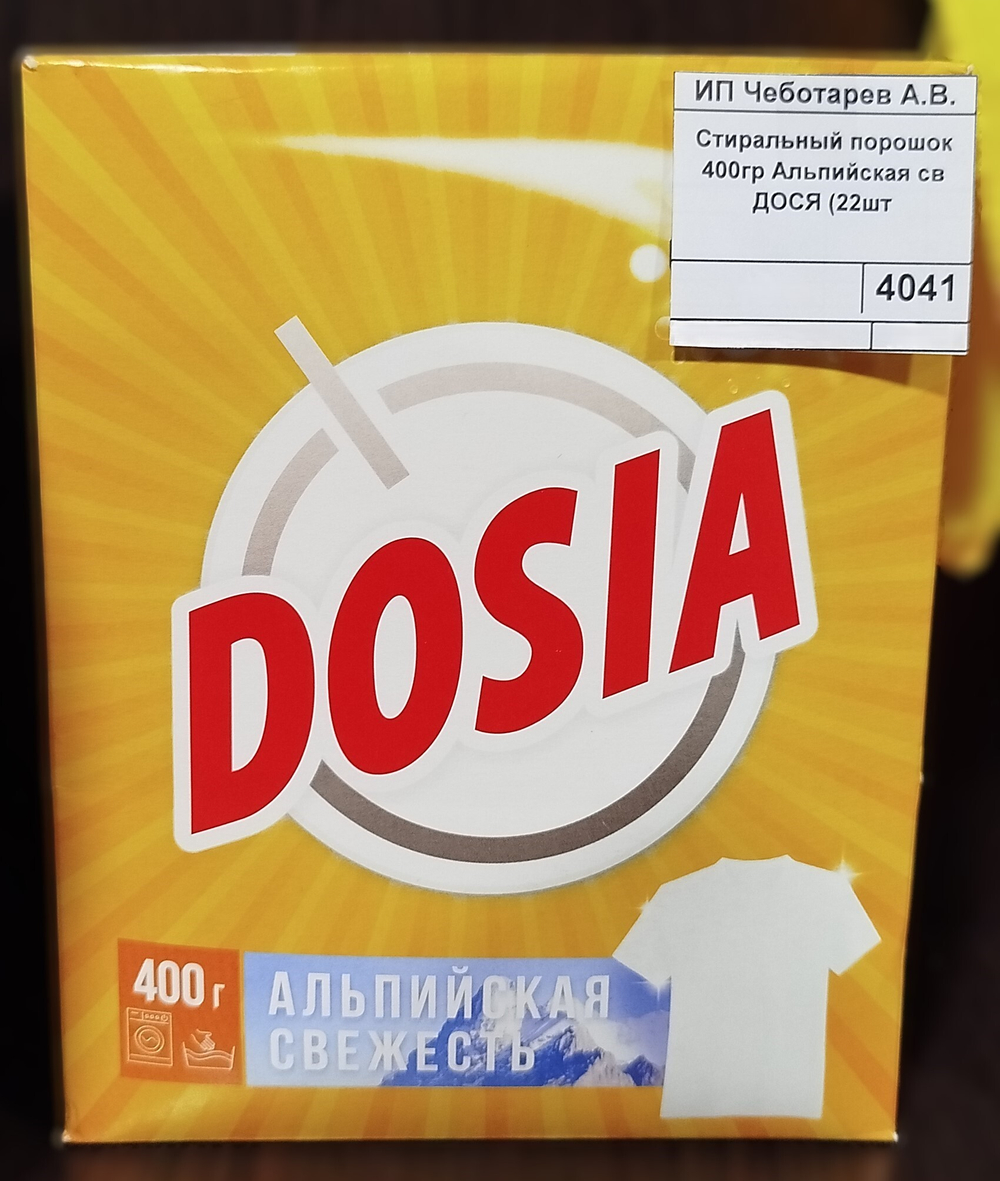 ИП Чеботарев А.В.
Стиральный порошок
400гр Альпийская св
ДОСЯ (22шт
4041
DOSIA
400 г
АЛЬПИЙСКАЯ
СВЕЖЕСТЬ